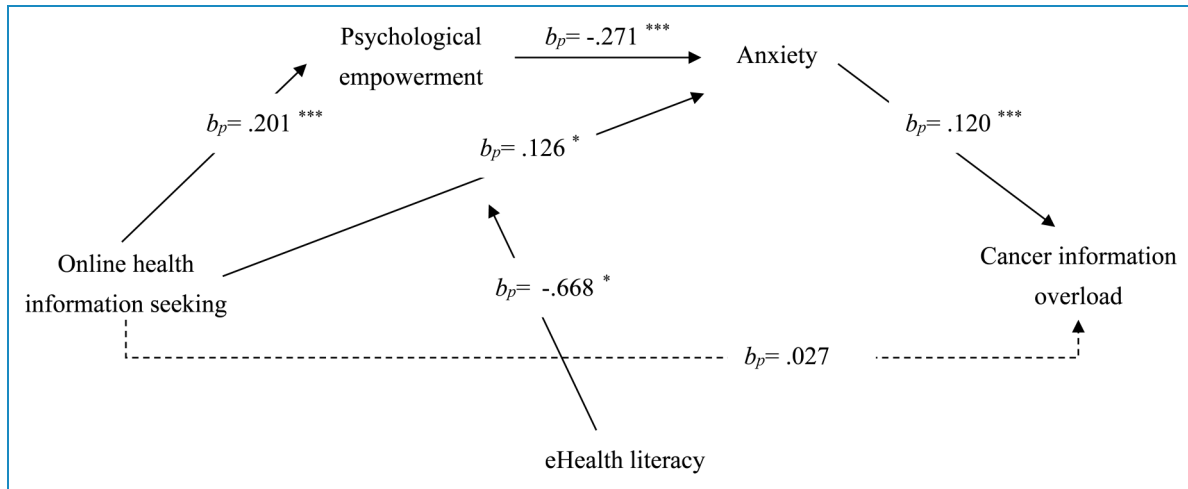 Psychological
empowerment
b_p= -.271 ***
Anxiety
b_p= .201 ***
b_p= .126 *
b_p= .120 ***
Online health
information seeking
b_p= -.668 *
Cancer information
overload
b_p= .027
eHealth literacy